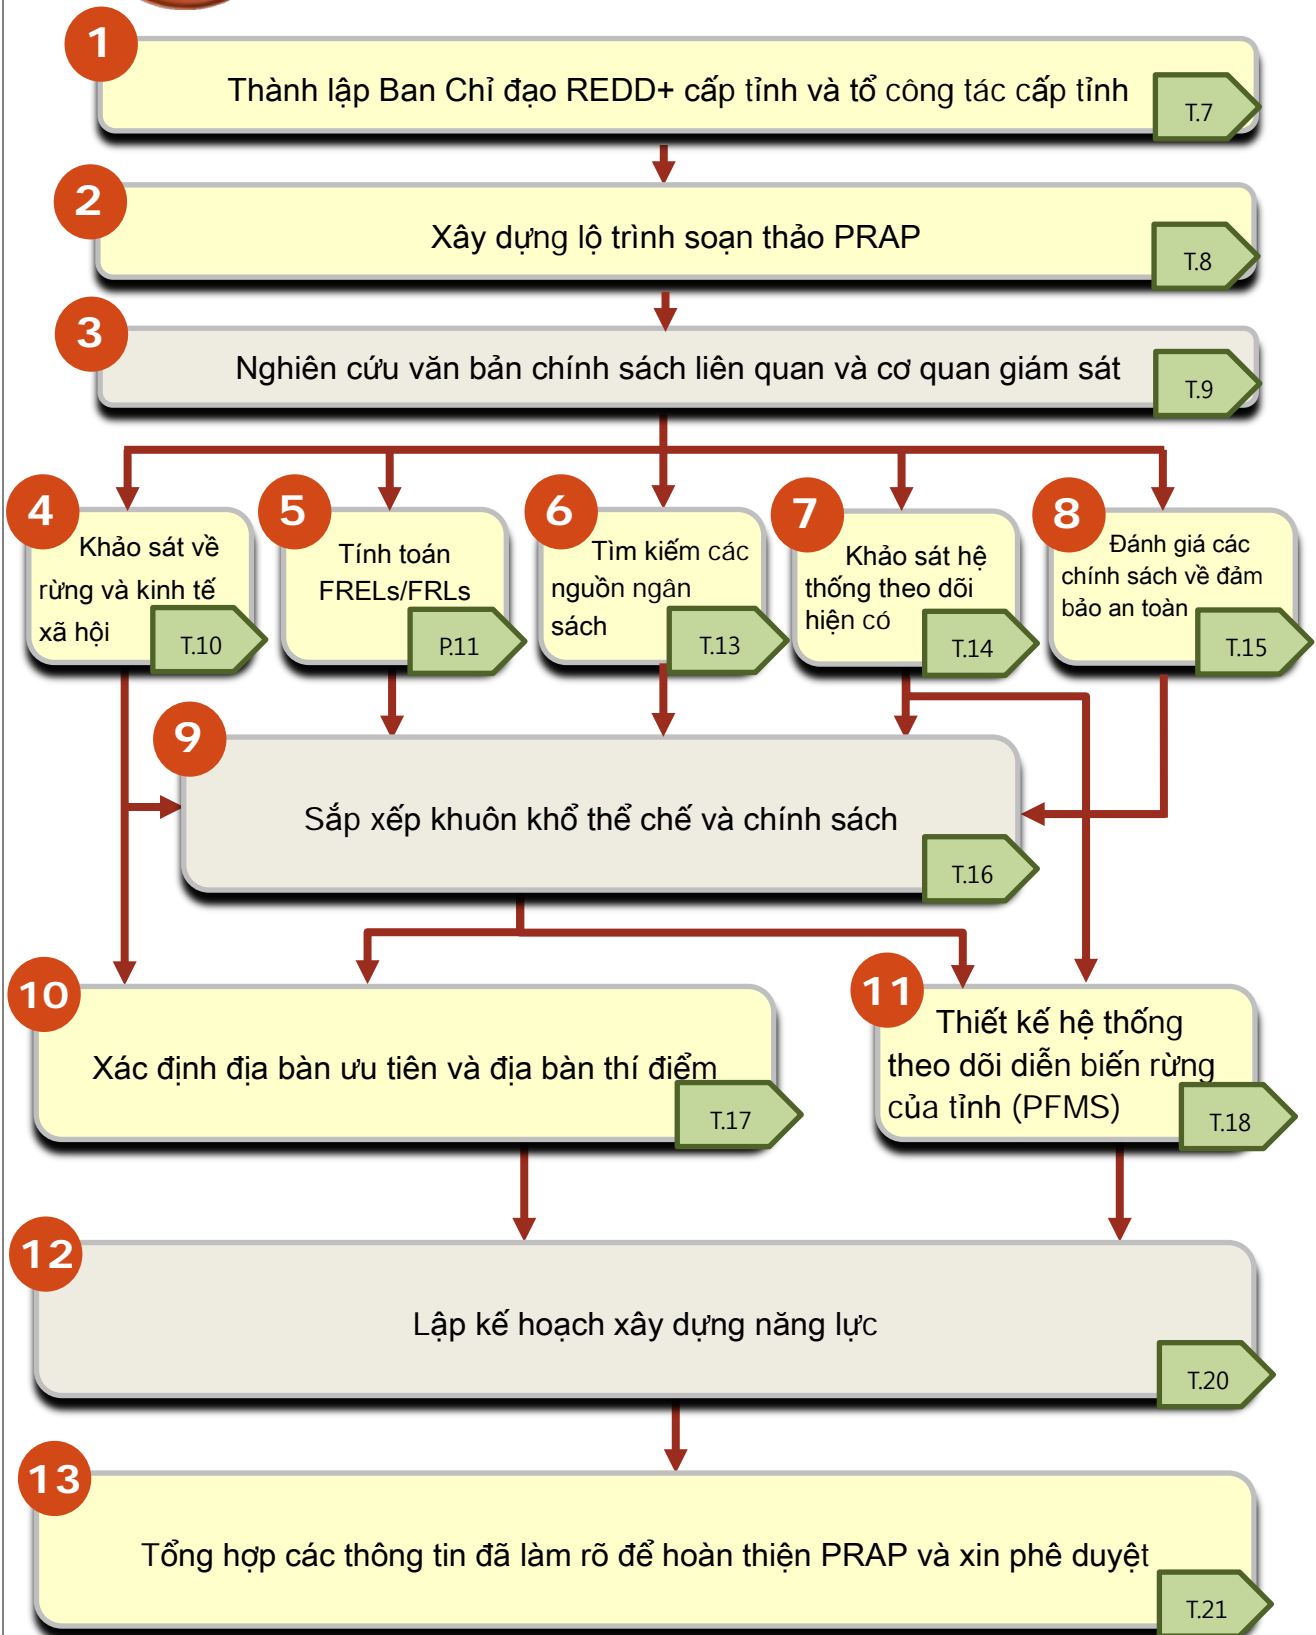 1
Thành lập Ban Chỉ đạo REDD+ cấp tỉnh và tổ công tác cấp tỉnh
T.7
2
Xây dựng lộ trình soạn thảo PRAP
T.8
3
Nghiên cứu văn bản chính sách liên quan và cơ quan giám sát
T.9
4
Khảo sát về
rừng và kinh tế
xã hội
T.10
5
Tính toán
FRELs/FRLs
P.11
6
Tìm kiếm các
nguồn ngân
sách
T.13
7
Khảo sát hệ
thống theo dõi
hiện có
T.14
8
Đánh giá các
chính sách về đảm
bảo an toàn
T.15
9
Sắp xếp khuôn khổ thể chế và chính sách
T.16
10
Xác định địa bàn ưu tiên và địa bàn thí điểm
T.17
11
Thiết kế hệ thống
theo dõi diễn biến rừng
của tỉnh (PFMS)
T.18
12
Lập kế hoạch xây dựng năng lực
T.20
13
Tổng hợp các thông tin đã làm rõ để hoàn thiện PRAP và xin phê duyệt
T.21